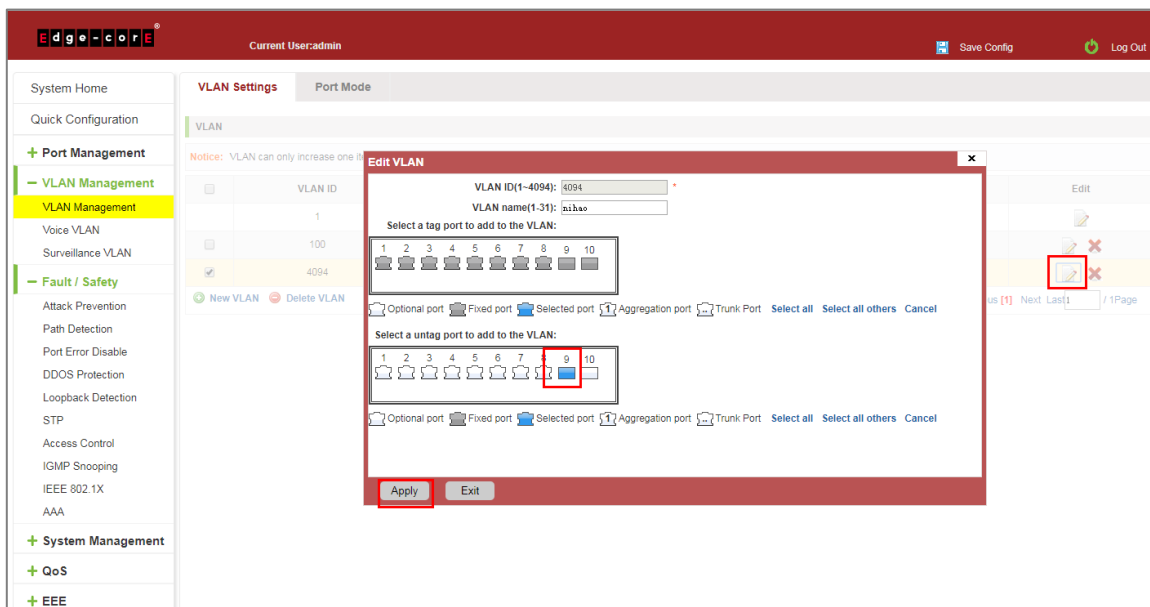 Edge-corE®
Current User:admin
Save Config
Log Out
System Home
Quick Configuration
+ Port Management
− VLAN Management
VLAN Management
Voice VLAN
Surveillance VLAN
− Fault / Safety
Attack Prevention
Path Detection
Port Error Disable
DDOS Protection
Loopback Detection
STP
Access Control
IGMP Snooping
IEEE 802.1X
AAA
+ System Management
+ QoS
+ EEE
VLAN Settings Port Mode
VLAN
Notice: VLAN can only increase one
VLAN ID Edit
1
100
4094
New VLAN Delete VLAN
[1] Next Last 1 / 1Page
Edit VLAN x
VLAN ID(1~4094): 4094 *
VLAN name(1-31): nihao
Select a tag port to add to the VLAN:
1 2 3 4 5 6 7 8 9 10
Optional port Fixed port Selected port 1 Aggregation port Trunk Port Select all Select all others Cancel
Select a untag port to add to the VLAN:
1 2 3 4 5 6 7 8 9 10
Optional port Fixed port Selected port 1 Aggregation port Trunk Port Select all Select all others Cancel
Apply Exit